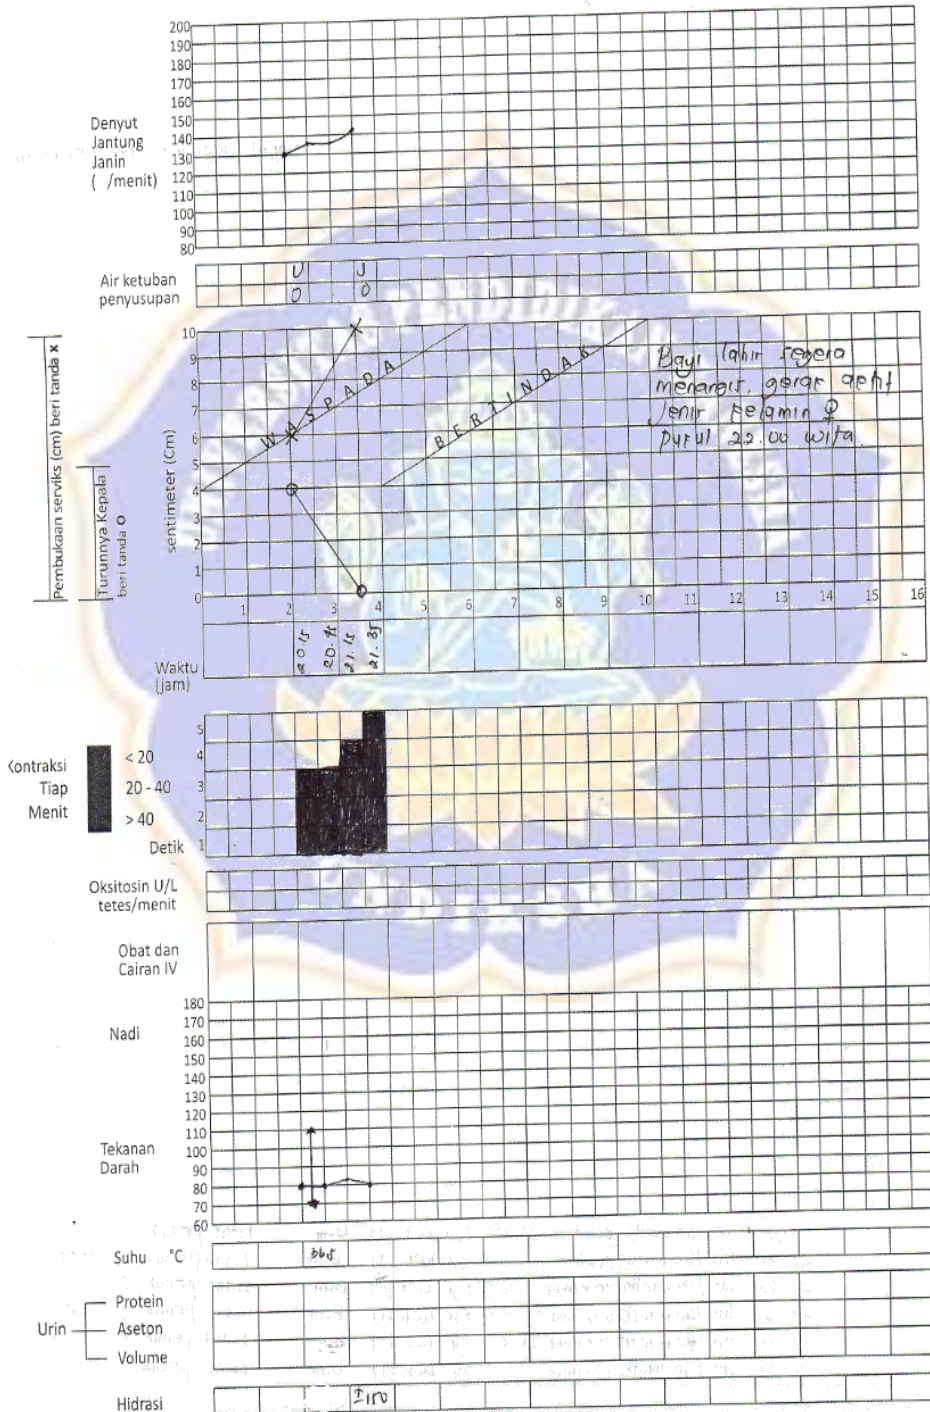 200
190
180
170
160
150
140
130
120
110
100
90
80
Denyut
Jantung
Janin
( /menit)
Air ketuban
penyusupan
U J
0 0
Pembukaan serviks (cm) beri tanda x
Turunnya Kepala
beri tanda O
sentimeter (Cm)
10
9
8
7
6
5
4
3
2
1
0
WASPADA
BERTINDAK
Bayi lahir segera
menangis. gerak aktif
Jenis kelamin ♀
pukul 22.00 wita.
1 2 3 4 5 6 7 8 9 10 11 12 13 14 15 16
Waktu
(jam)
20.15
20.45
21.15
21.35
Kontraksi
Tiap
Menit
< 20
20 - 40
> 40
Detik
5
4
3
2
1
Oksitosin U/L
tetes/menit
Obat dan
Cairan IV
Nadi
Tekanan
Darah
180
170
160
150
140
130
120
110
100
90
80
70
60
Suhu °C
36,5
Urin
Protein
Aseton
Volume
Hidrasi
±150